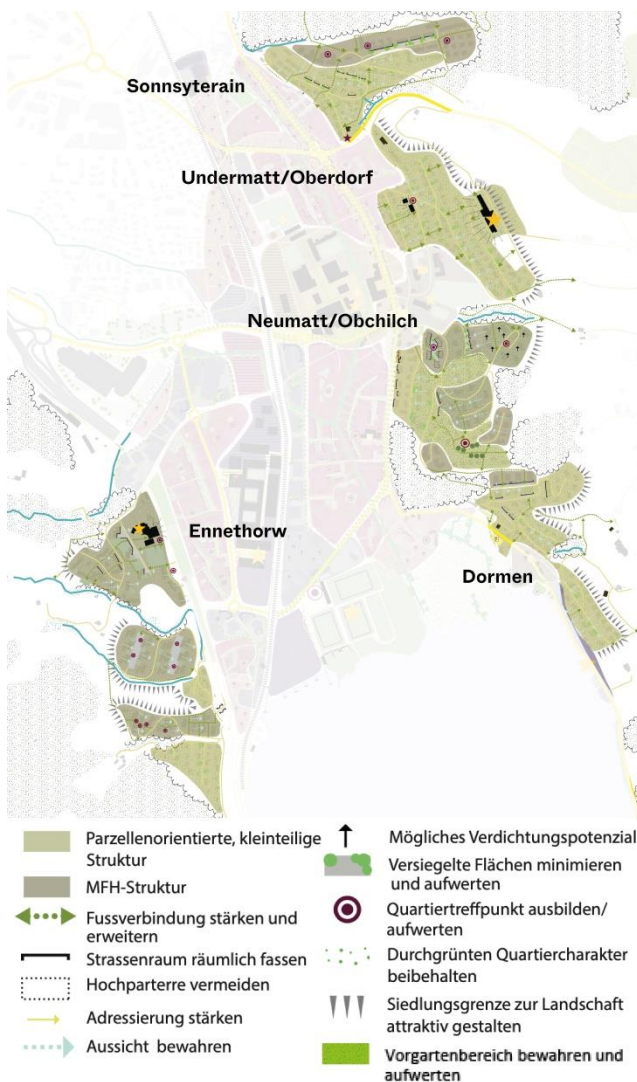 Sonnsyterain
Undermatt/Oberdorf
Neumatt/Obchilch
Ennethorw
Dormen
Parzellenorientierte, kleinteilige
Struktur
MFH-Struktur
Fussverbindung stärken und
erweitern
Strassenraum räumlich fassen
Hochparterre vermeiden
Adressierung stärken
Aussicht bewahren
Mögliches Verdichtungspotenzial
Versiegelte Flächen minimieren
und aufwerten
Quartiertreffpunkt ausbilden/
aufwerten
Durchgrünten Quartiercharakter
beibehalten
Siedlungsgrenze zur Landschaft
attraktiv gestalten
Vorgartenbereich bewahren und
aufwerten